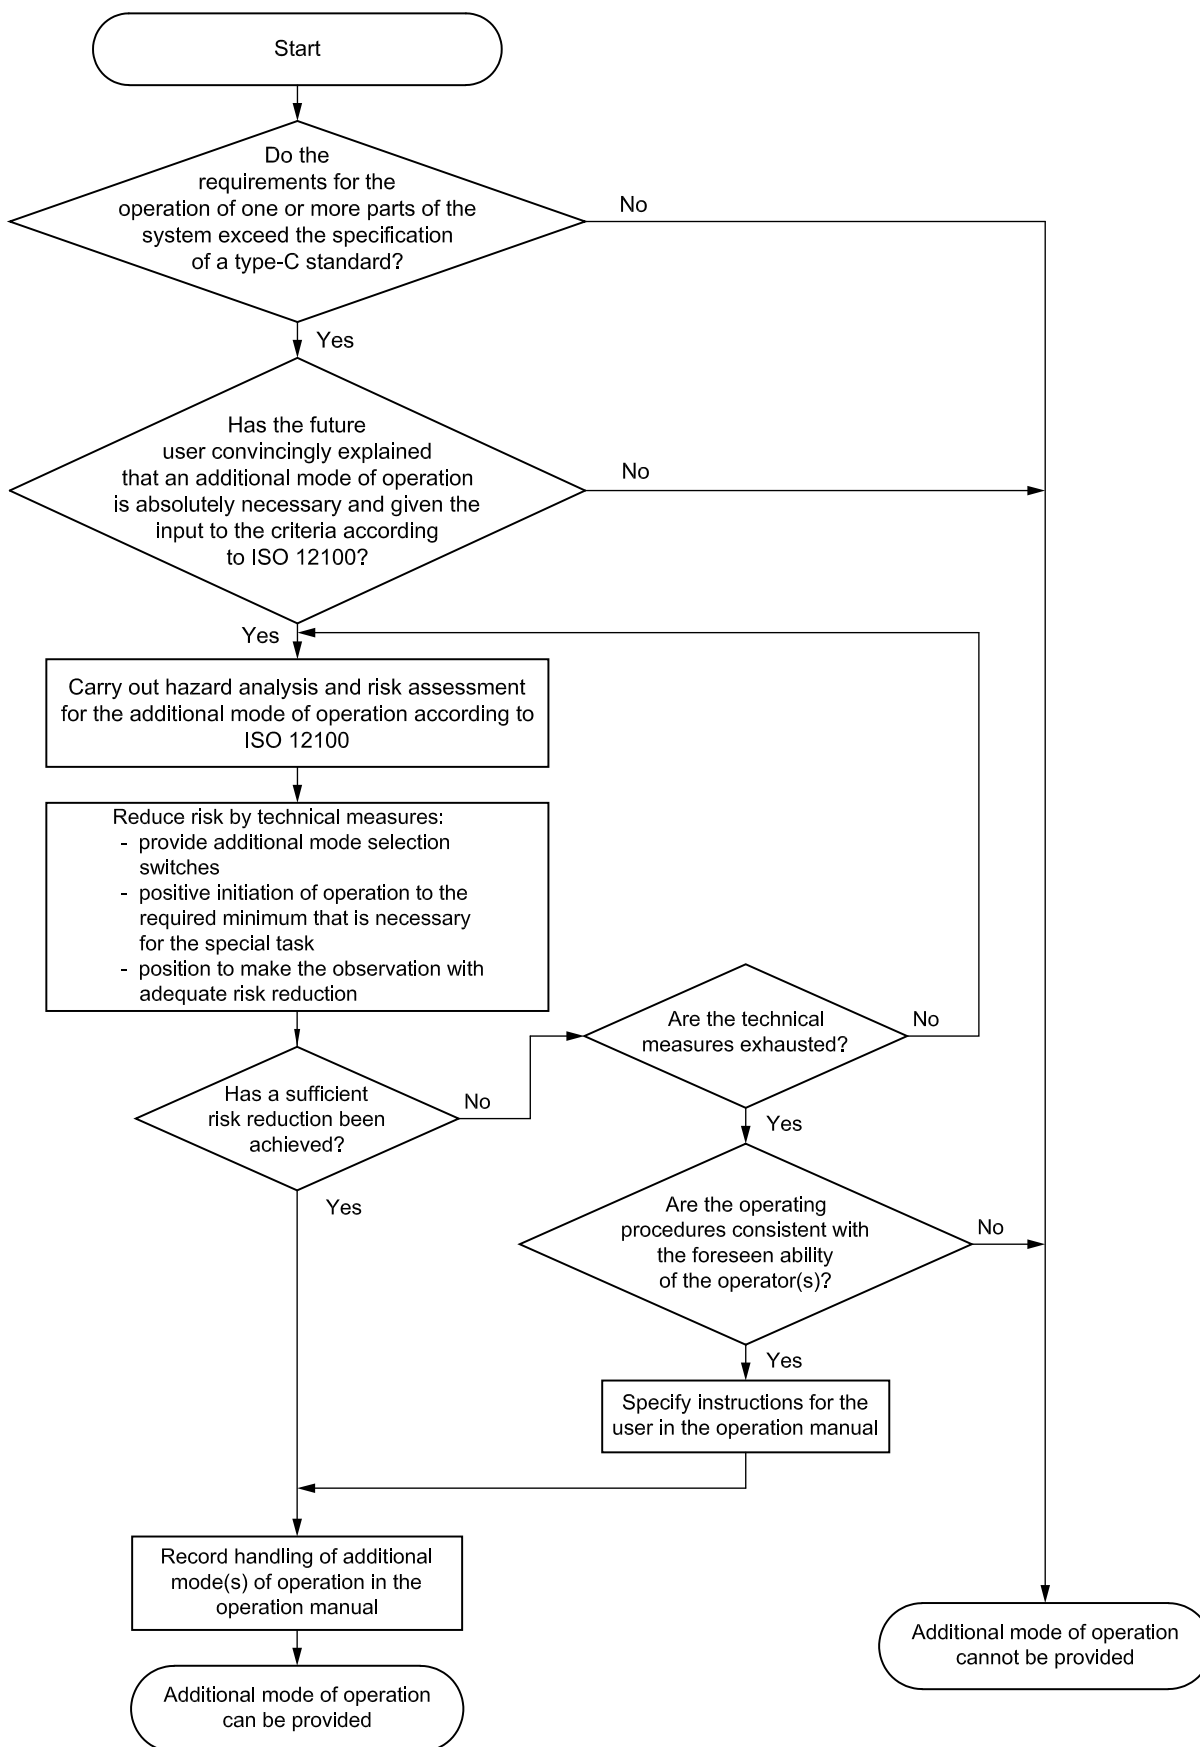 Start
Do the
requirements for the
operation of one or more parts of the
system exceed the specification
of a type-C standard?
No
Yes
Has the future
user convincingly explained
that an additional mode of operation
is absolutely necessary and given the
input to the criteria according
to ISO 12100?
No
Yes
Carry out hazard analysis and risk assessment
for the additional mode of operation according to
ISO 12100
Reduce risk by technical measures:
- provide additional mode selection
switches
- positive initiation of operation to the
required minimum that is necessary
for the special task
- position to make the observation with
adequate risk reduction
Are the technical
measures exhausted?
No
Has a sufficient
risk reduction been
achieved?
No
Yes
Yes
Are the operating
procedures consistent with
the foreseen ability
of the operator(s)?
No
Yes
Specify instructions for the
user in the operation manual
Record handling of additional
mode(s) of operation in the
operation manual
Additional mode of operation
cannot be provided
Additional mode of operation
can be provided